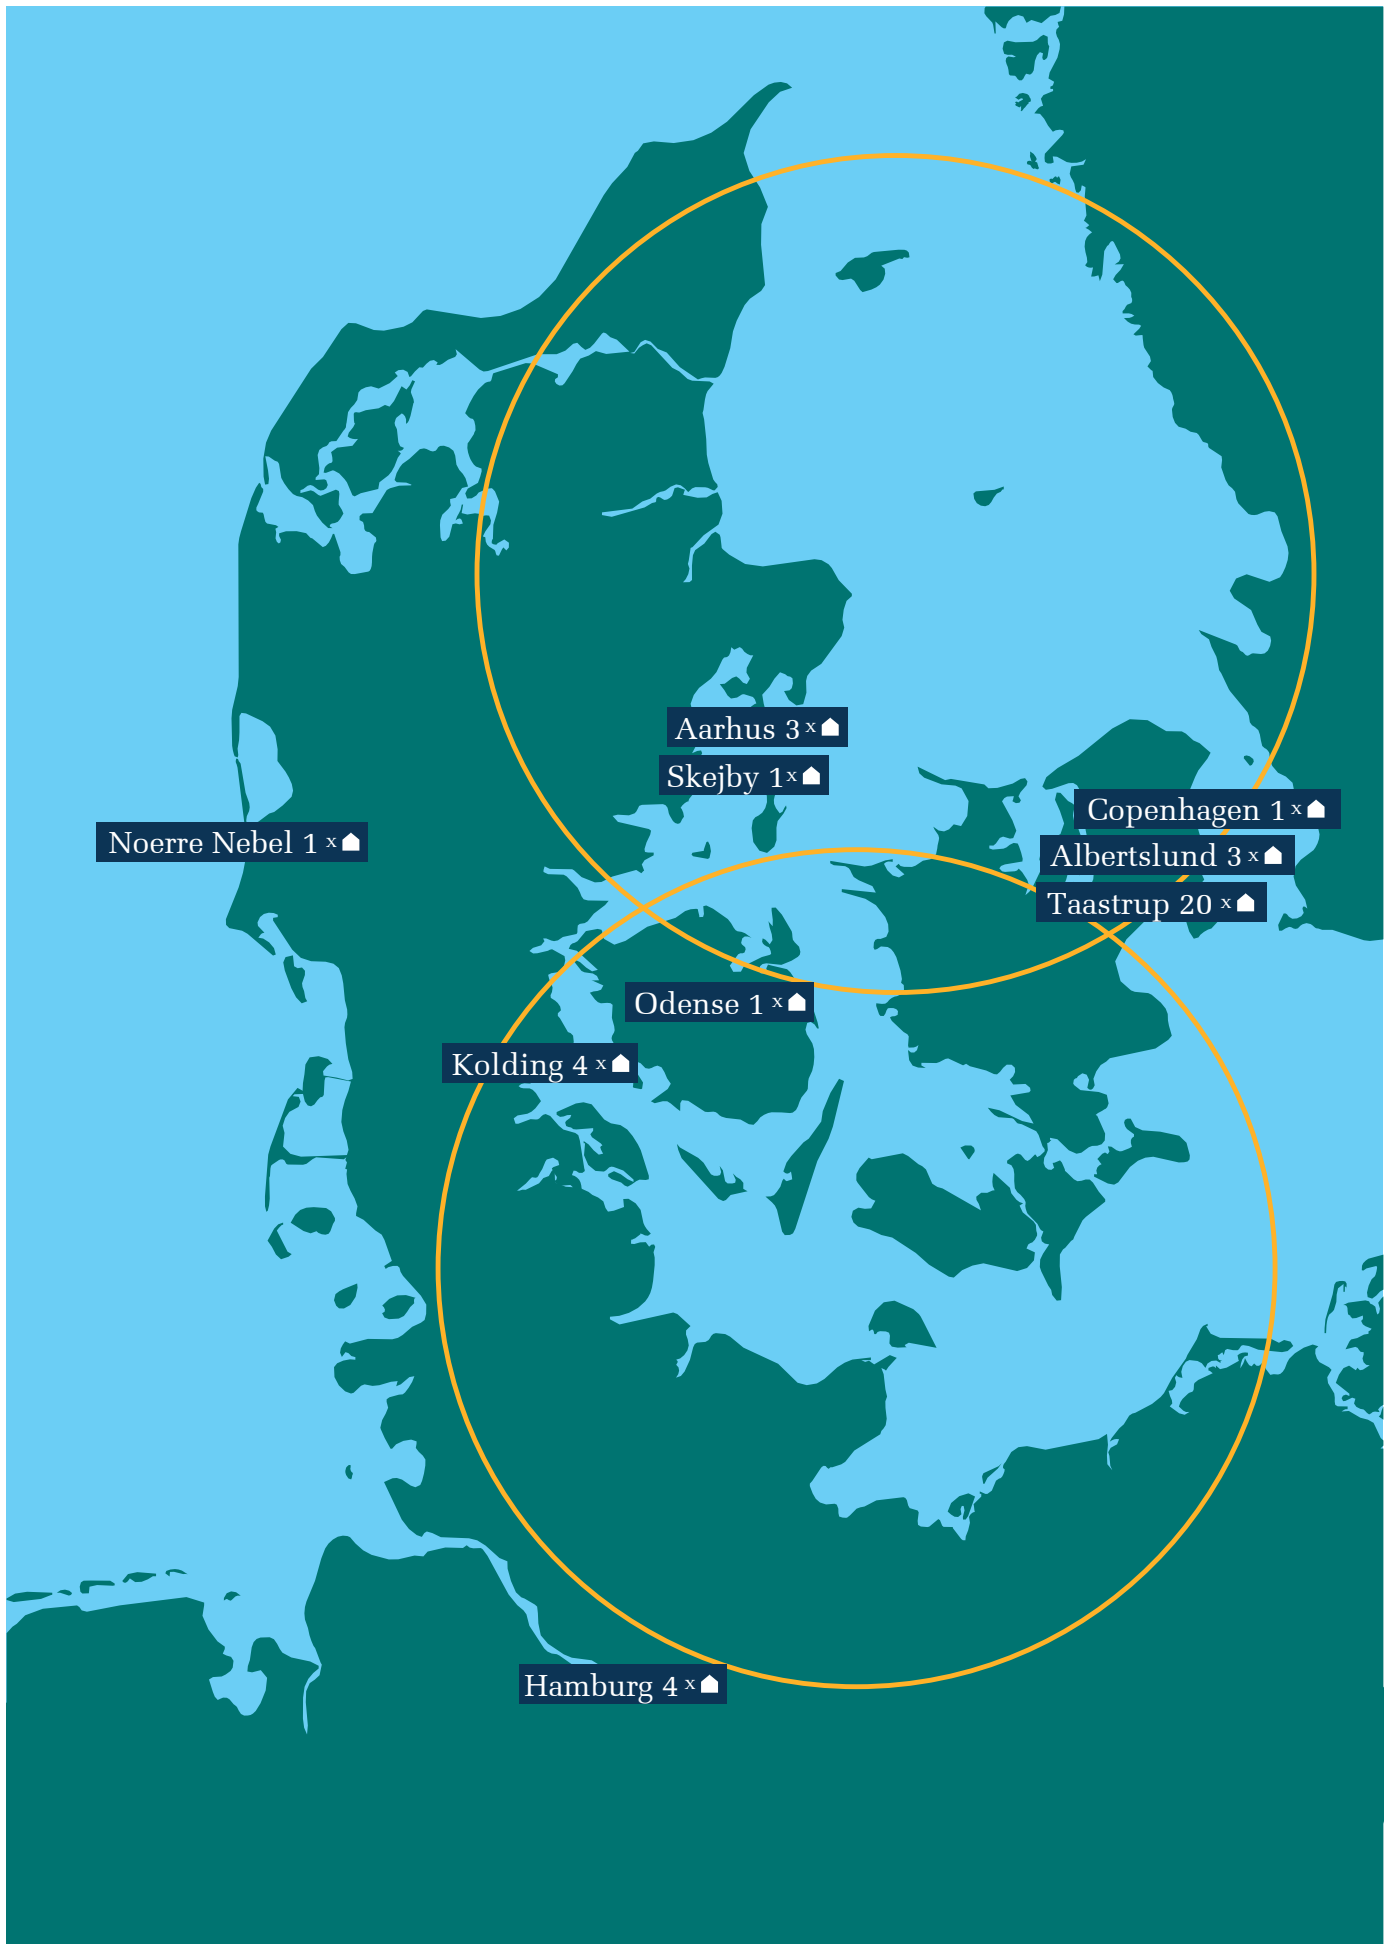 Aarhus 3 x
Skejby 1 x
Copenhagen 1 x
Noerre Nebel 1 x
Albertslund 3 x
Taastrup 20 x
Odense 1 x
Kolding 4 x
Hamburg 4 x